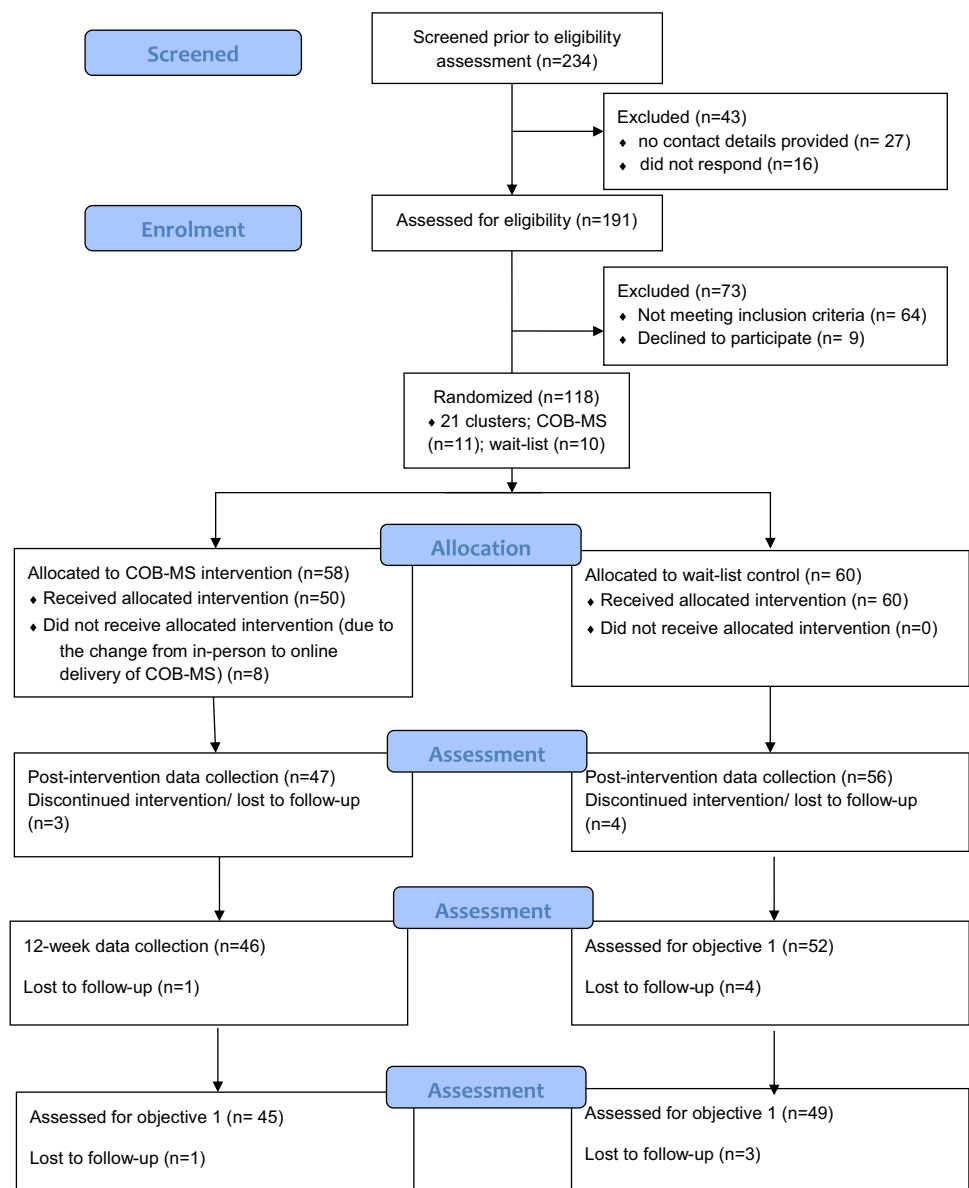 Screened
Screened prior to eligibility
assessment (n=234)
Excluded (n=43)
♦ no contact details provided (n= 27)
♦ did not respond (n=16)
Enrolment
Assessed for eligibility (n=191)
Excluded (n=73)
♦ Not meeting inclusion criteria (n= 64)
♦ Declined to participate (n= 9)
Randomized (n=118)
♦ 21 clusters; COB-MS
(n=11); wait-list (n=10)
Allocation
Allocated to COB-MS intervention (n=58)
♦ Received allocated intervention (n=50)
♦ Did not receive allocated intervention (due to
the change from in-person to online
delivery of COB-MS) (n=8)
Allocated to wait-list control (n= 60)
♦ Received allocated intervention (n= 60)
♦ Did not receive allocated intervention (n=0)
Assessment
Post-intervention data collection (n=47)
Discontinued intervention/ lost to follow-up
(n=3)
Post-intervention data collection (n=56)
Discontinued intervention/ lost to follow-up
(n=4)
Assessment
12-week data collection (n=46)
Lost to follow-up (n=1)
Assessed for objective 1 (n=52)
Lost to follow-up (n=4)
Assessment
Assessed for objective 1 (n= 45)
Lost to follow-up (n=1)
Assessed for objective 1 (n=49)
Lost to follow-up (n=3)